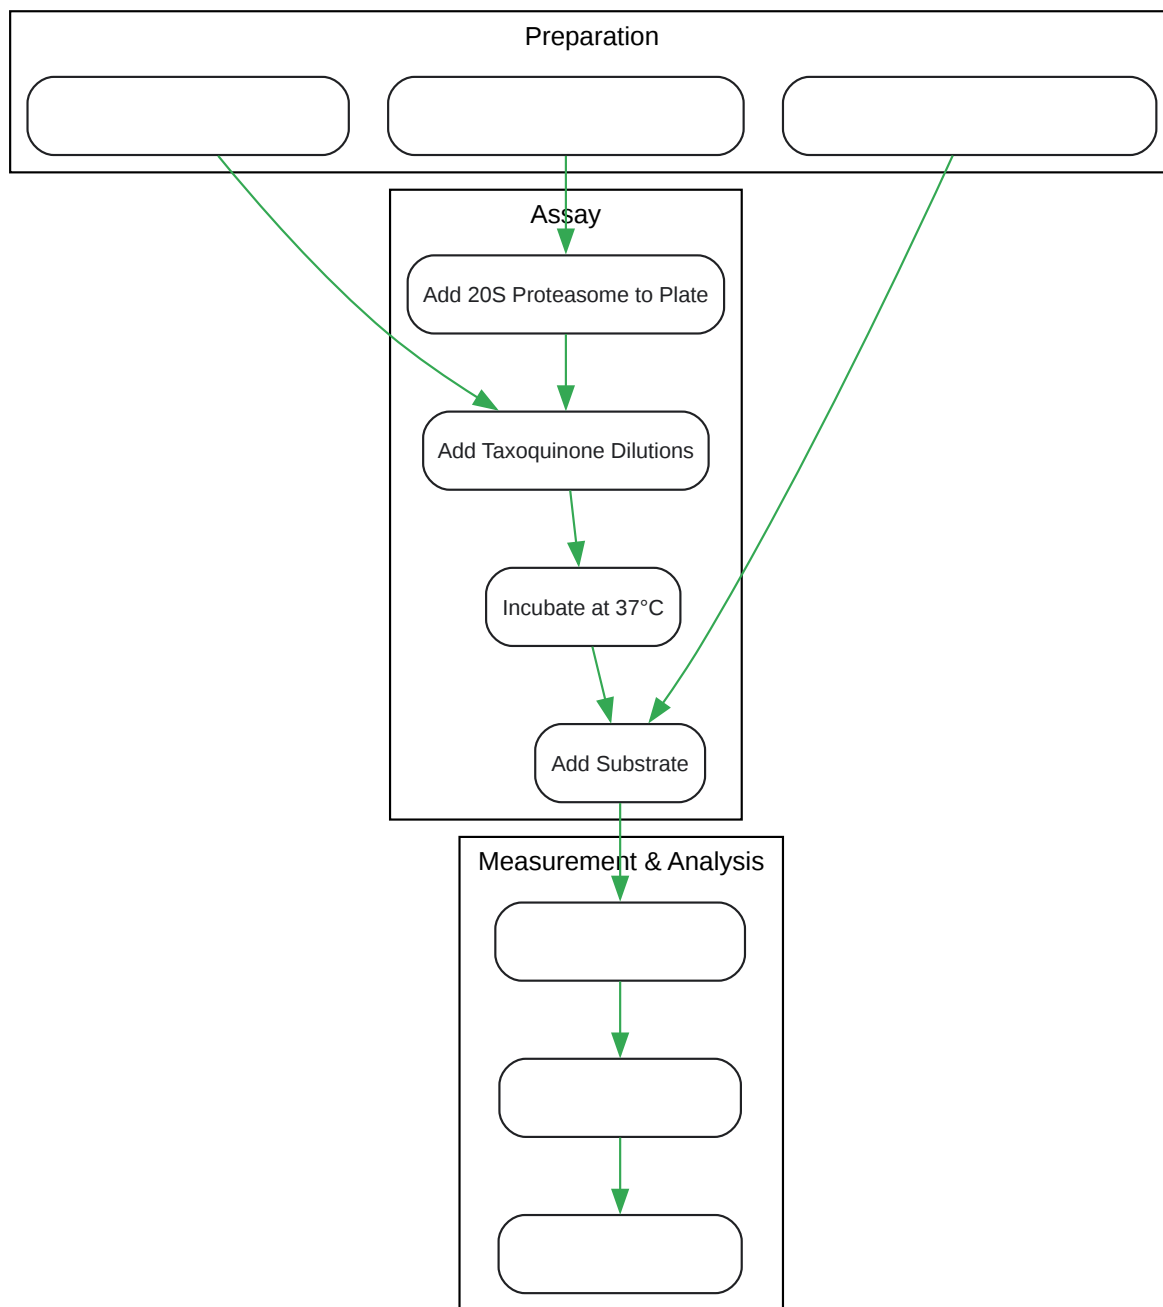 Preparation
Assay
Add 20S Proteasome to Plate
Add Taxoquinone Dilutions
Incubate at 37°C
Add Substrate
Measurement & Analysis